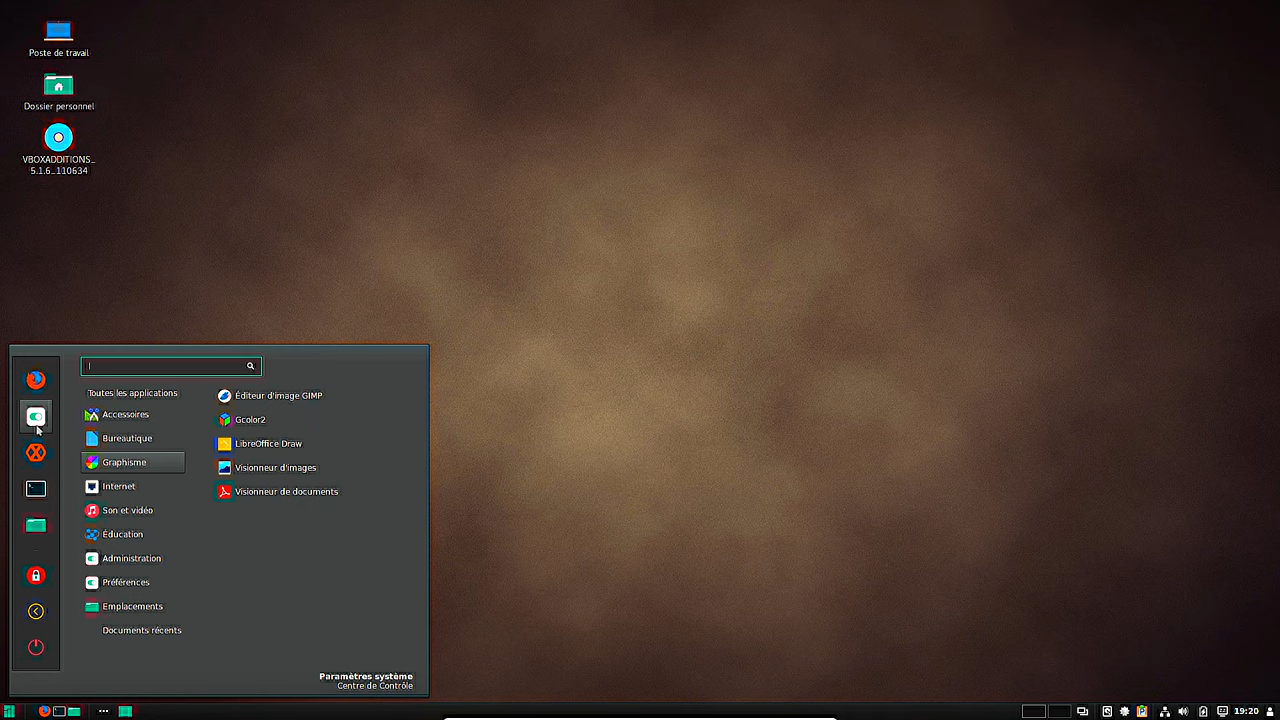 Poste de travail
Dossier personnel
VBOXADDITIONS_
5.1.6_110634
Toutes les applications
Accessoires
Bureautique
Graphisme
Internet
Son et vidéo
Éducation
Administration
Préférences
Emplacements
Documents récents
Éditeur d'image GIMP
Gcolor2
LibreOffice Draw
Visionneur d'images
Visionneur de documents
Paramètres système
Centre de Contrôle
19:20